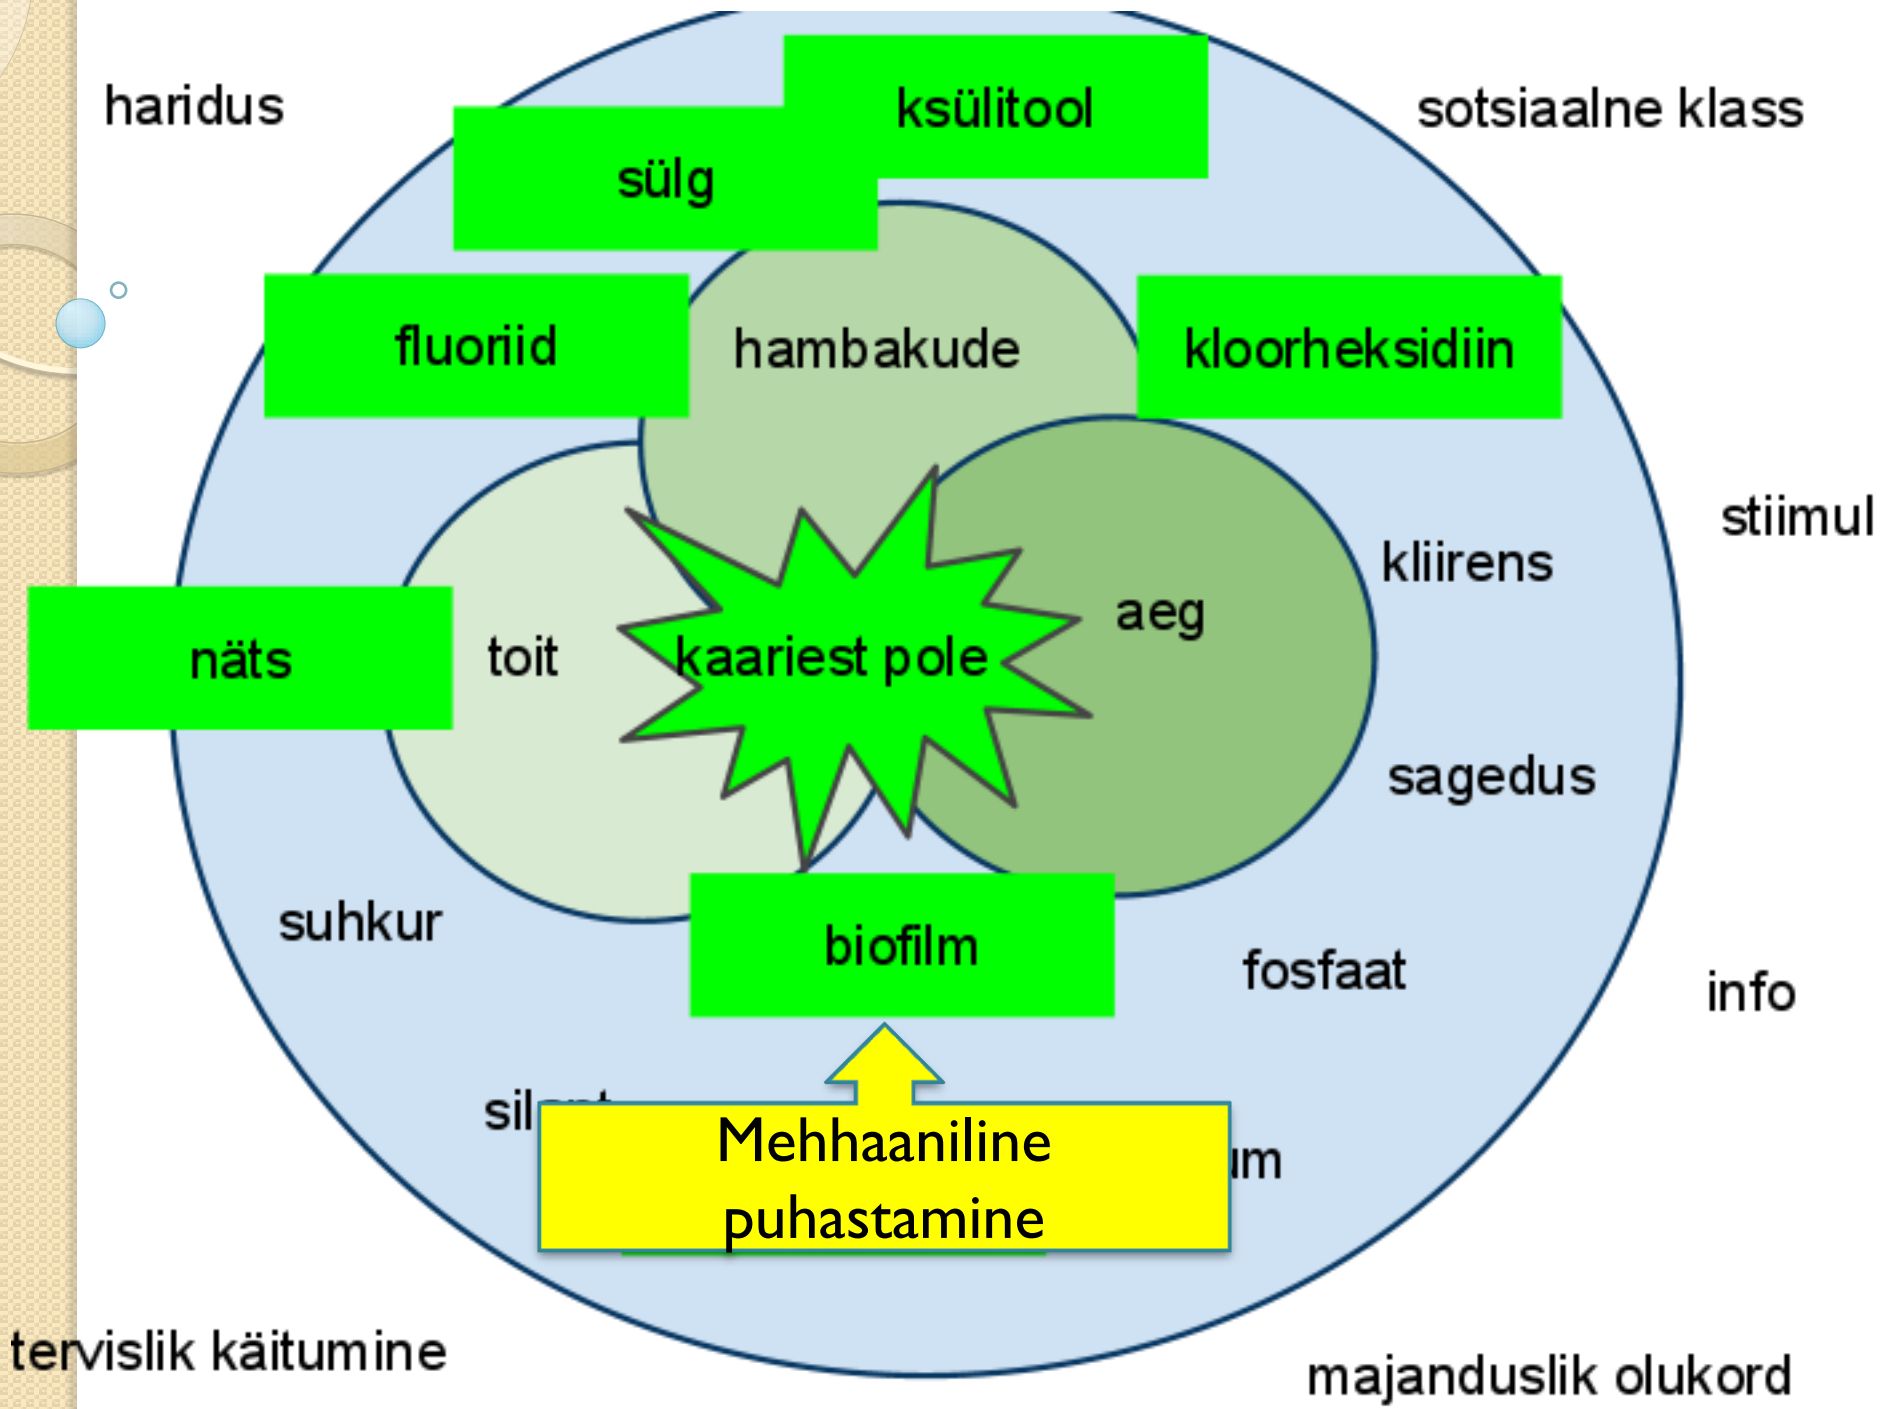 haridus
ksülitool
sotsiaalne klass
sülg
fluoriid
hambakude
kloorheksidiin
stiimul
kliirens
aeg
näts
toit
kaariest pole
sagedus
suhkur
biofilm
fosfaat
info
Mehhaaniline
puhastamine
tervislik käitumine
majanduslik olukord